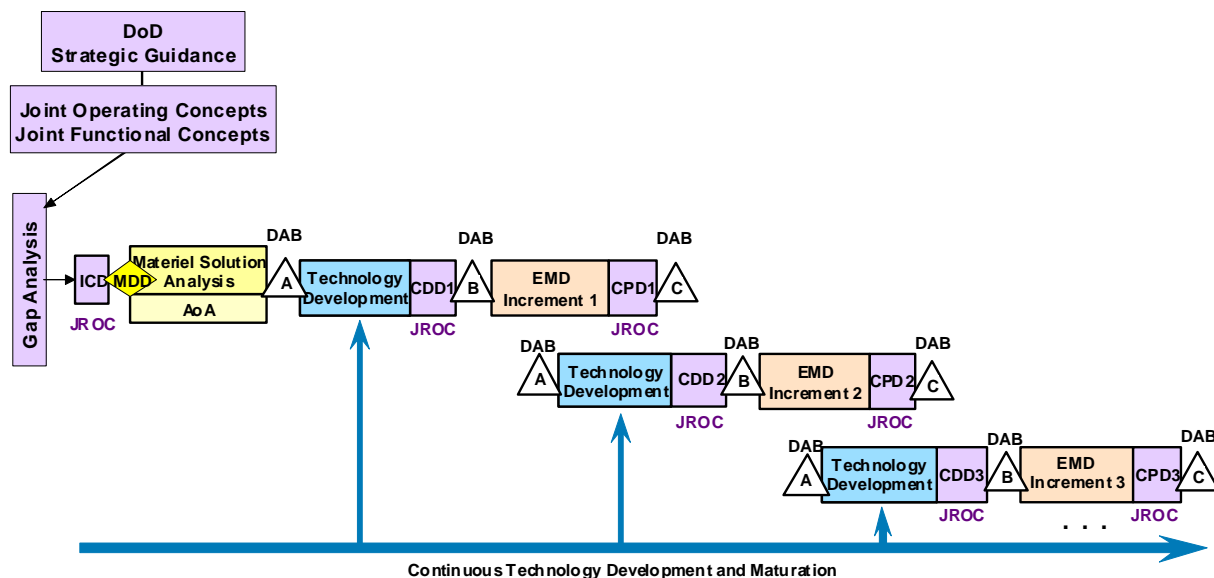 DoD
Strategic Guidance
Joint Operating Concepts
Joint Functional Concepts
Gap Analysis
ICD
JROC
MDD
Materiel Solution
Analysis
AoA
DAB
A
Technology
Development
CDD1
JROC
DAB
B
EMD
Increment 1
CPD1
JROC
DAB
C
DAB
A
Technology
Development
CDD2
JROC
DAB
B
EMD
Increment 2
CPD2
JROC
DAB
C
DAB
A
Technology
Development
CDD3
JROC
DAB
B
EMD
Increment 3
. . .
CPD3
JROC
DAB
C
Continuous Technology Development and Maturation